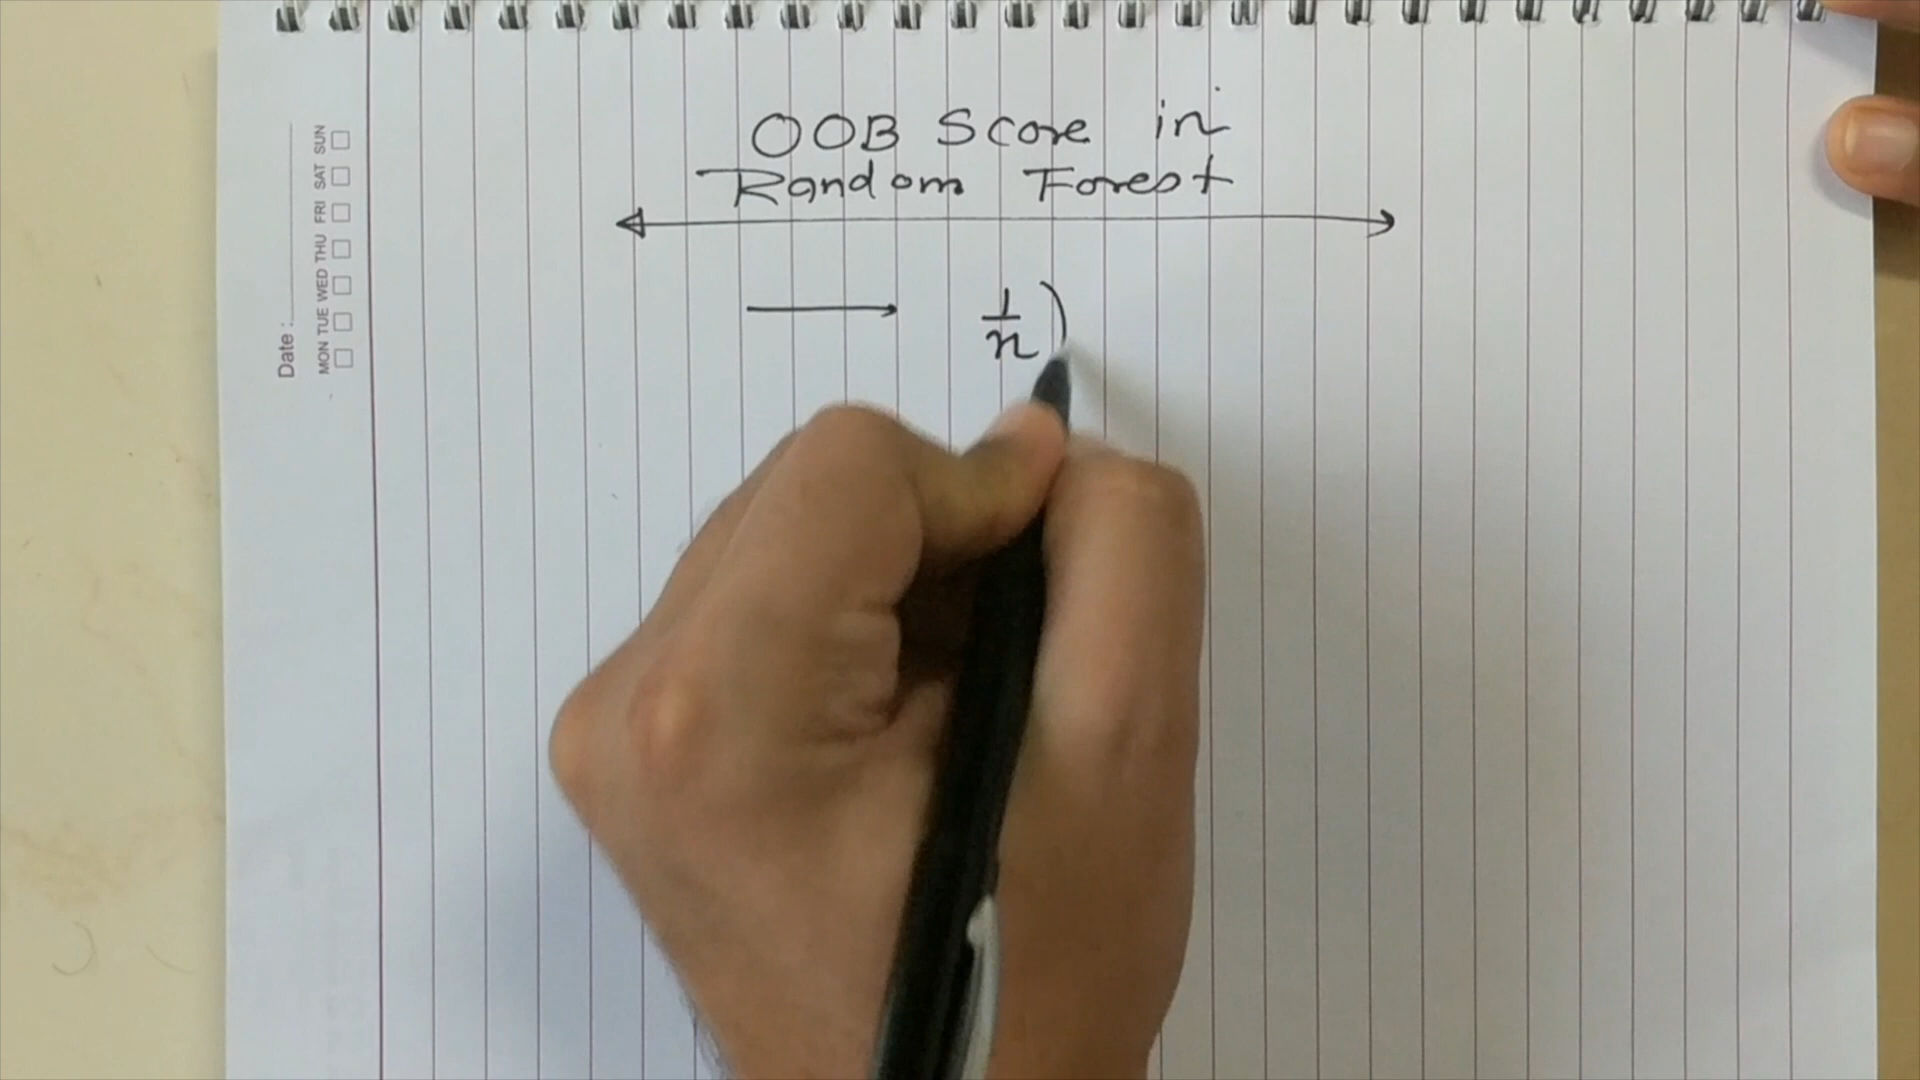 OOB Score in
Random Forest
→ 1/n )
Date :
MON TUE WED THU FRI SAT SUN